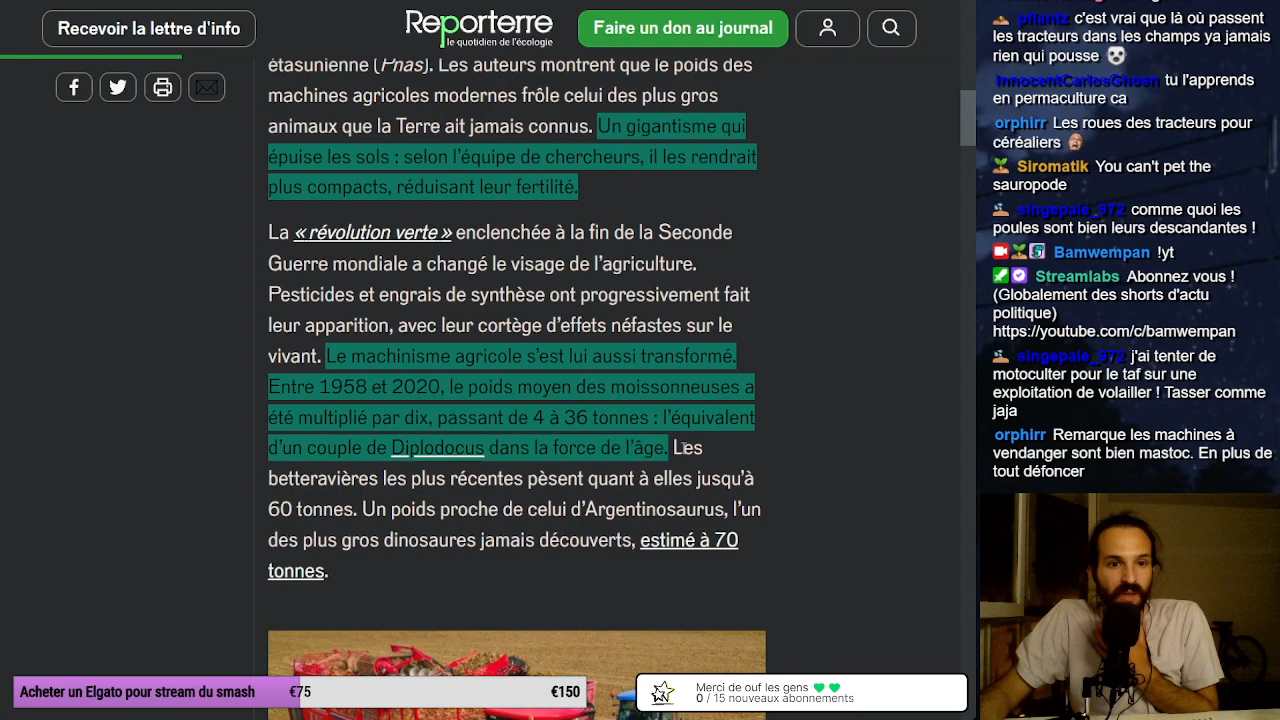 Recevoir la lettre d'info
Reporterre
le quotidien de l'écologie
Faire un don au journal
étasunienne (Pnas). Les auteurs montrent que le poids des
machines agricoles modernes frôle celui des plus gros
animaux que la Terre ait jamais connus. Un gigantisme qui
épuise les sols : selon l'équipe de chercheurs, il les rendrait
plus compacts, réduisant leur fertilité.
La « révolution verte » enclenchée à la fin de la Seconde
Guerre mondiale a changé le visage de l'agriculture.
Pesticides et engrais de synthèse ont progressivement fait
leur apparition, avec leur cortège d'effets néfastes sur le
vivant. Le machinisme agricole s'est lui aussi transformé.
Entre 1958 et 2020, le poids moyen des moissonneuses a
été multiplié par dix, passant de 4 à 36 tonnes : l'équivalent
d'un couple de Diplodocus dans la force de l'âge. Les
betteravières les plus récentes pèsent quant à elles jusqu'à
60 tonnes. Un poids proche de celui d'Argentinosaurus, l'un
des plus gros dinosaures jamais découverts, estimé à 70
tonnes.
Acheter un Elgato pour stream du smash €75 €150
Merci de ouf les gens
0 / 15 nouveaux abonnements
pflantz c'est vrai que là où passent
les tracteurs dans les champs ya jamais
rien qui pousse
InnocentCarlosGhosn tu l'apprends
en permaculture ca
orphirr Les roues des tracteurs pour
céréaliers
Siromatik You can't pet the
sauropode
singepale_972 comme quoi les
poules sont bien leurs descandantes !
Bamwempan !yt
Streamlabs Abonnez vous !
(Globalement des shorts d'actu
politique)
https://youtube.com/c/bamwempan
singepale_972 j'ai tenter de
motoculter pour le taf sur une
exploitation de volailler ! Tasser comme
jaja
orphirr Remarque les machines à
vendanger sont bien mastoc. En plus de
tout défoncer